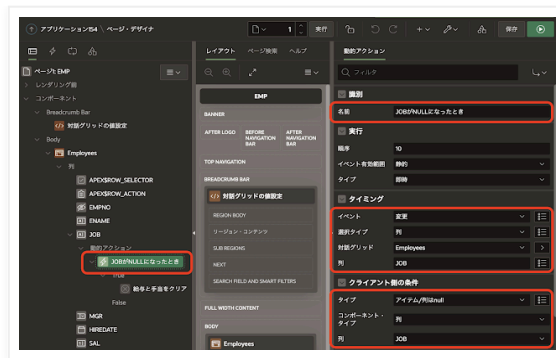 アプリケーション154 \ ページ・デザイナ
1
実行
保存
ページ1: EMP
レンダリング前
コンポーネント
Breadcrumb Bar
対話グリッドの値設定
Body
Employees
列
APEX$ROW_SELECTOR
APEX$ROW_ACTION
EMPNO
ENAME
JOB
動的アクション
JOBがNULLになったとき
True
給与と手当をクリア
False
MGR
HIREDATE
SAL
レイアウト
ページ検索
ヘルプ
EMP
BANNER
AFTER LOGO
BEFORE NAVIGATION BAR
AFTER NAVIGATION BAR
TOP NAVIGATION
BREADCRUMB BAR
対話グリッドの値設定
REGION BODY
リージョン・コンテンツ
SUB REGIONS
NEXT
SEARCH FIELD AND SMART FILTERS
FULL WIDTH CONTENT
BODY
Employees
動的アクション
フィルタ
識別
名前 JOBがNULLになったとき
実行
順序 10
イベント有効範囲 静的
タイプ 即時
タイミング
イベント 変更
選択タイプ 列
対話グリッド Employees
列 JOB
クライアント側の条件
タイプ アイテム/列はnull
コンポーネント・タイプ 列
列 JOB